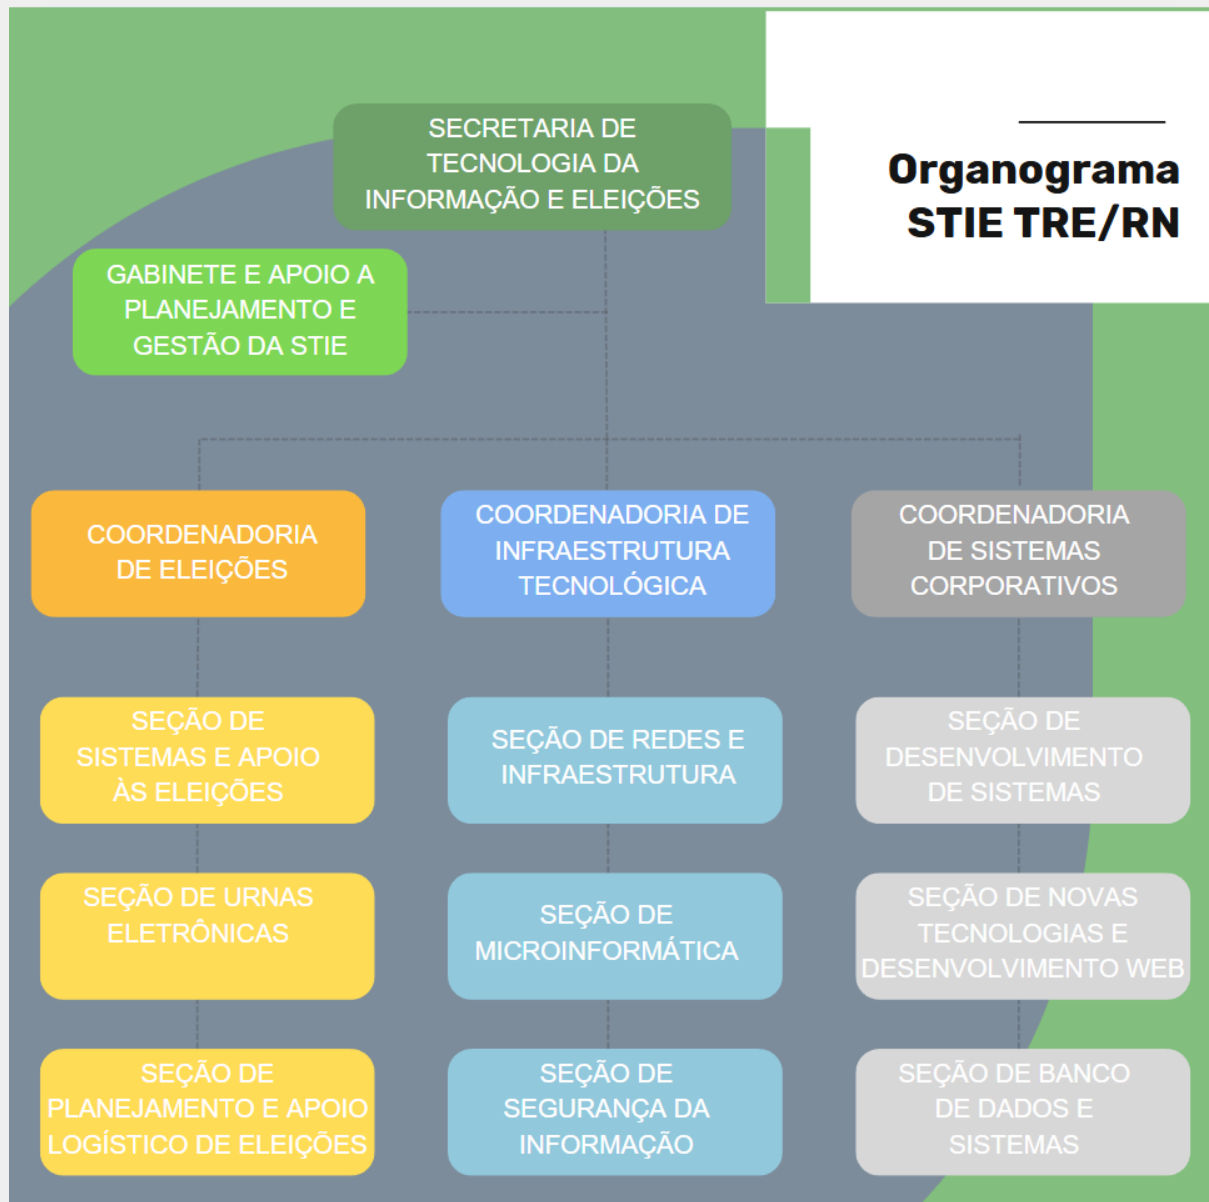 Organograma
STIE TRE/RN
SECRETARIA DE
TECNOLOGIA DA
INFORMAÇÃO E ELEIÇÕES
GABINETE E APOIO A
PLANEJAMENTO E
GESTÃO DA STIE
COORDENADORIA
DE ELEIÇÕES
COORDENADORIA DE
INFRAESTRUTURA
TECNOLÓGICA
COORDENADORIA
DE SISTEMAS
CORPORATIVOS
SEÇÃO DE
SISTEMAS E APOIO
ÀS ELEIÇÕES
SEÇÃO DE REDES E
INFRAESTRUTURA
SEÇÃO DE
DESENVOLVIMENTO
DE SISTEMAS
SEÇÃO DE URNAS
ELETRÔNICAS
SEÇÃO DE
MICROINFORMÁTICA
SEÇÃO DE NOVAS
TECNOLOGIAS E
DESENVOLVIMENTO WEB
SEÇÃO DE
PLANEJAMENTO E APOIO
LOGÍSTICO DE ELEIÇÕES
SEÇÃO DE
SEGURANÇA DA
INFORMAÇÃO
SEÇÃO DE BANCO
DE DADOS E
SISTEMAS